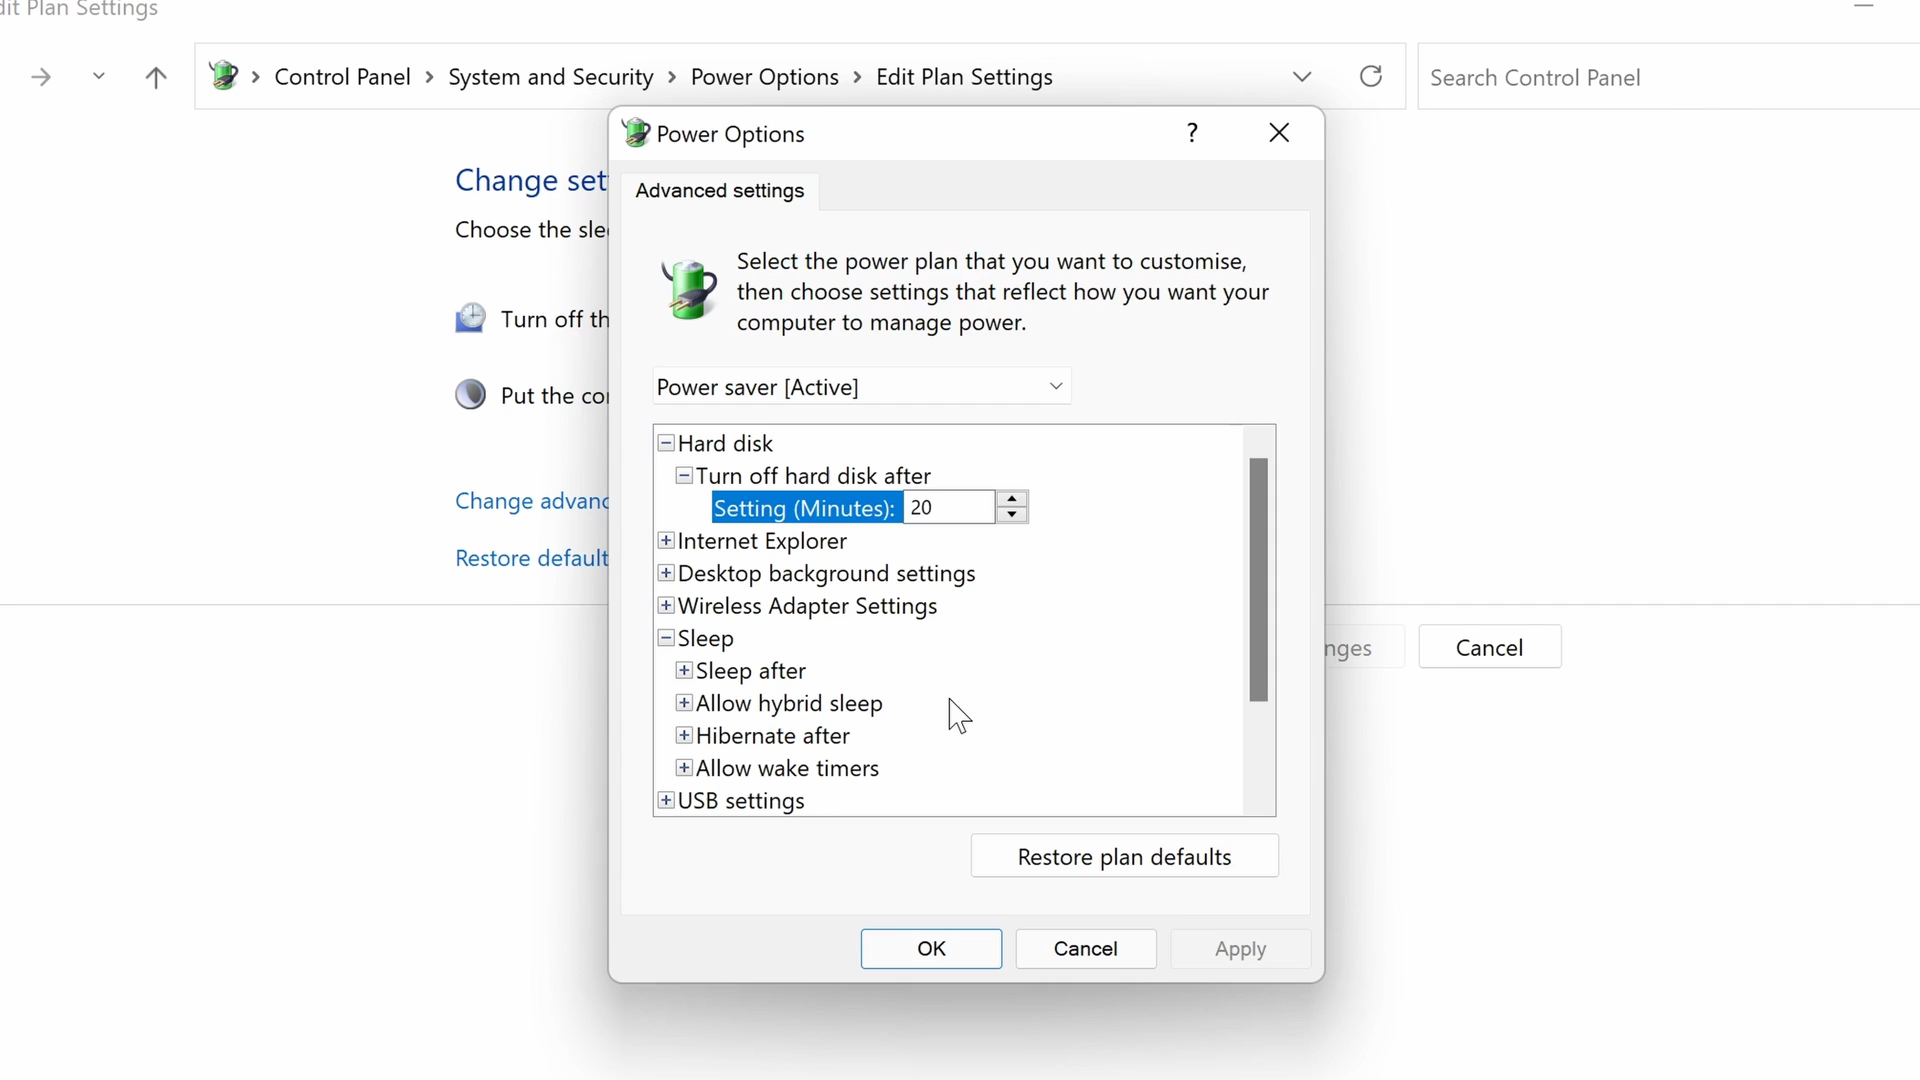 dit Plan Settings
Control Panel > System and Security > Power Options > Edit Plan Settings
Search Control Panel
Power Options
?
Advanced settings
Change set
Choose the sle
Turn off th
Put the co
Change advanc
Restore default
Select the power plan that you want to customise,
then choose settings that reflect how you want your
computer to manage power.
Power saver [Active]
Hard disk
Turn off hard disk after
Setting (Minutes): 20
Internet Explorer
Desktop background settings
Wireless Adapter Settings
Sleep
Sleep after
Allow hybrid sleep
Hibernate after
Allow wake timers
USB settings
nges
Cancel
Restore plan defaults
OK
Cancel
Apply